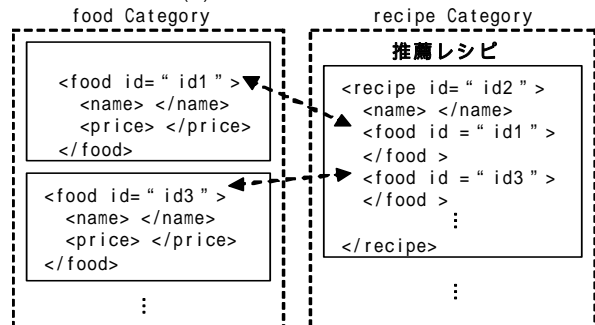 food Category
<food id=“ id1 ” >
<name> </name>
<price> </price>
</food>
<food id=“ id3 ” >
<name> </name>
<price> </price>
</food>
⋮
recipe Category
推薦レシピ
<recipe id=“ id2 ” >
<name> </name>
<food id =“ id1 ” >
</food >
<food id =“ id3 ” >
</food >
⋮
</recipe>
⋮